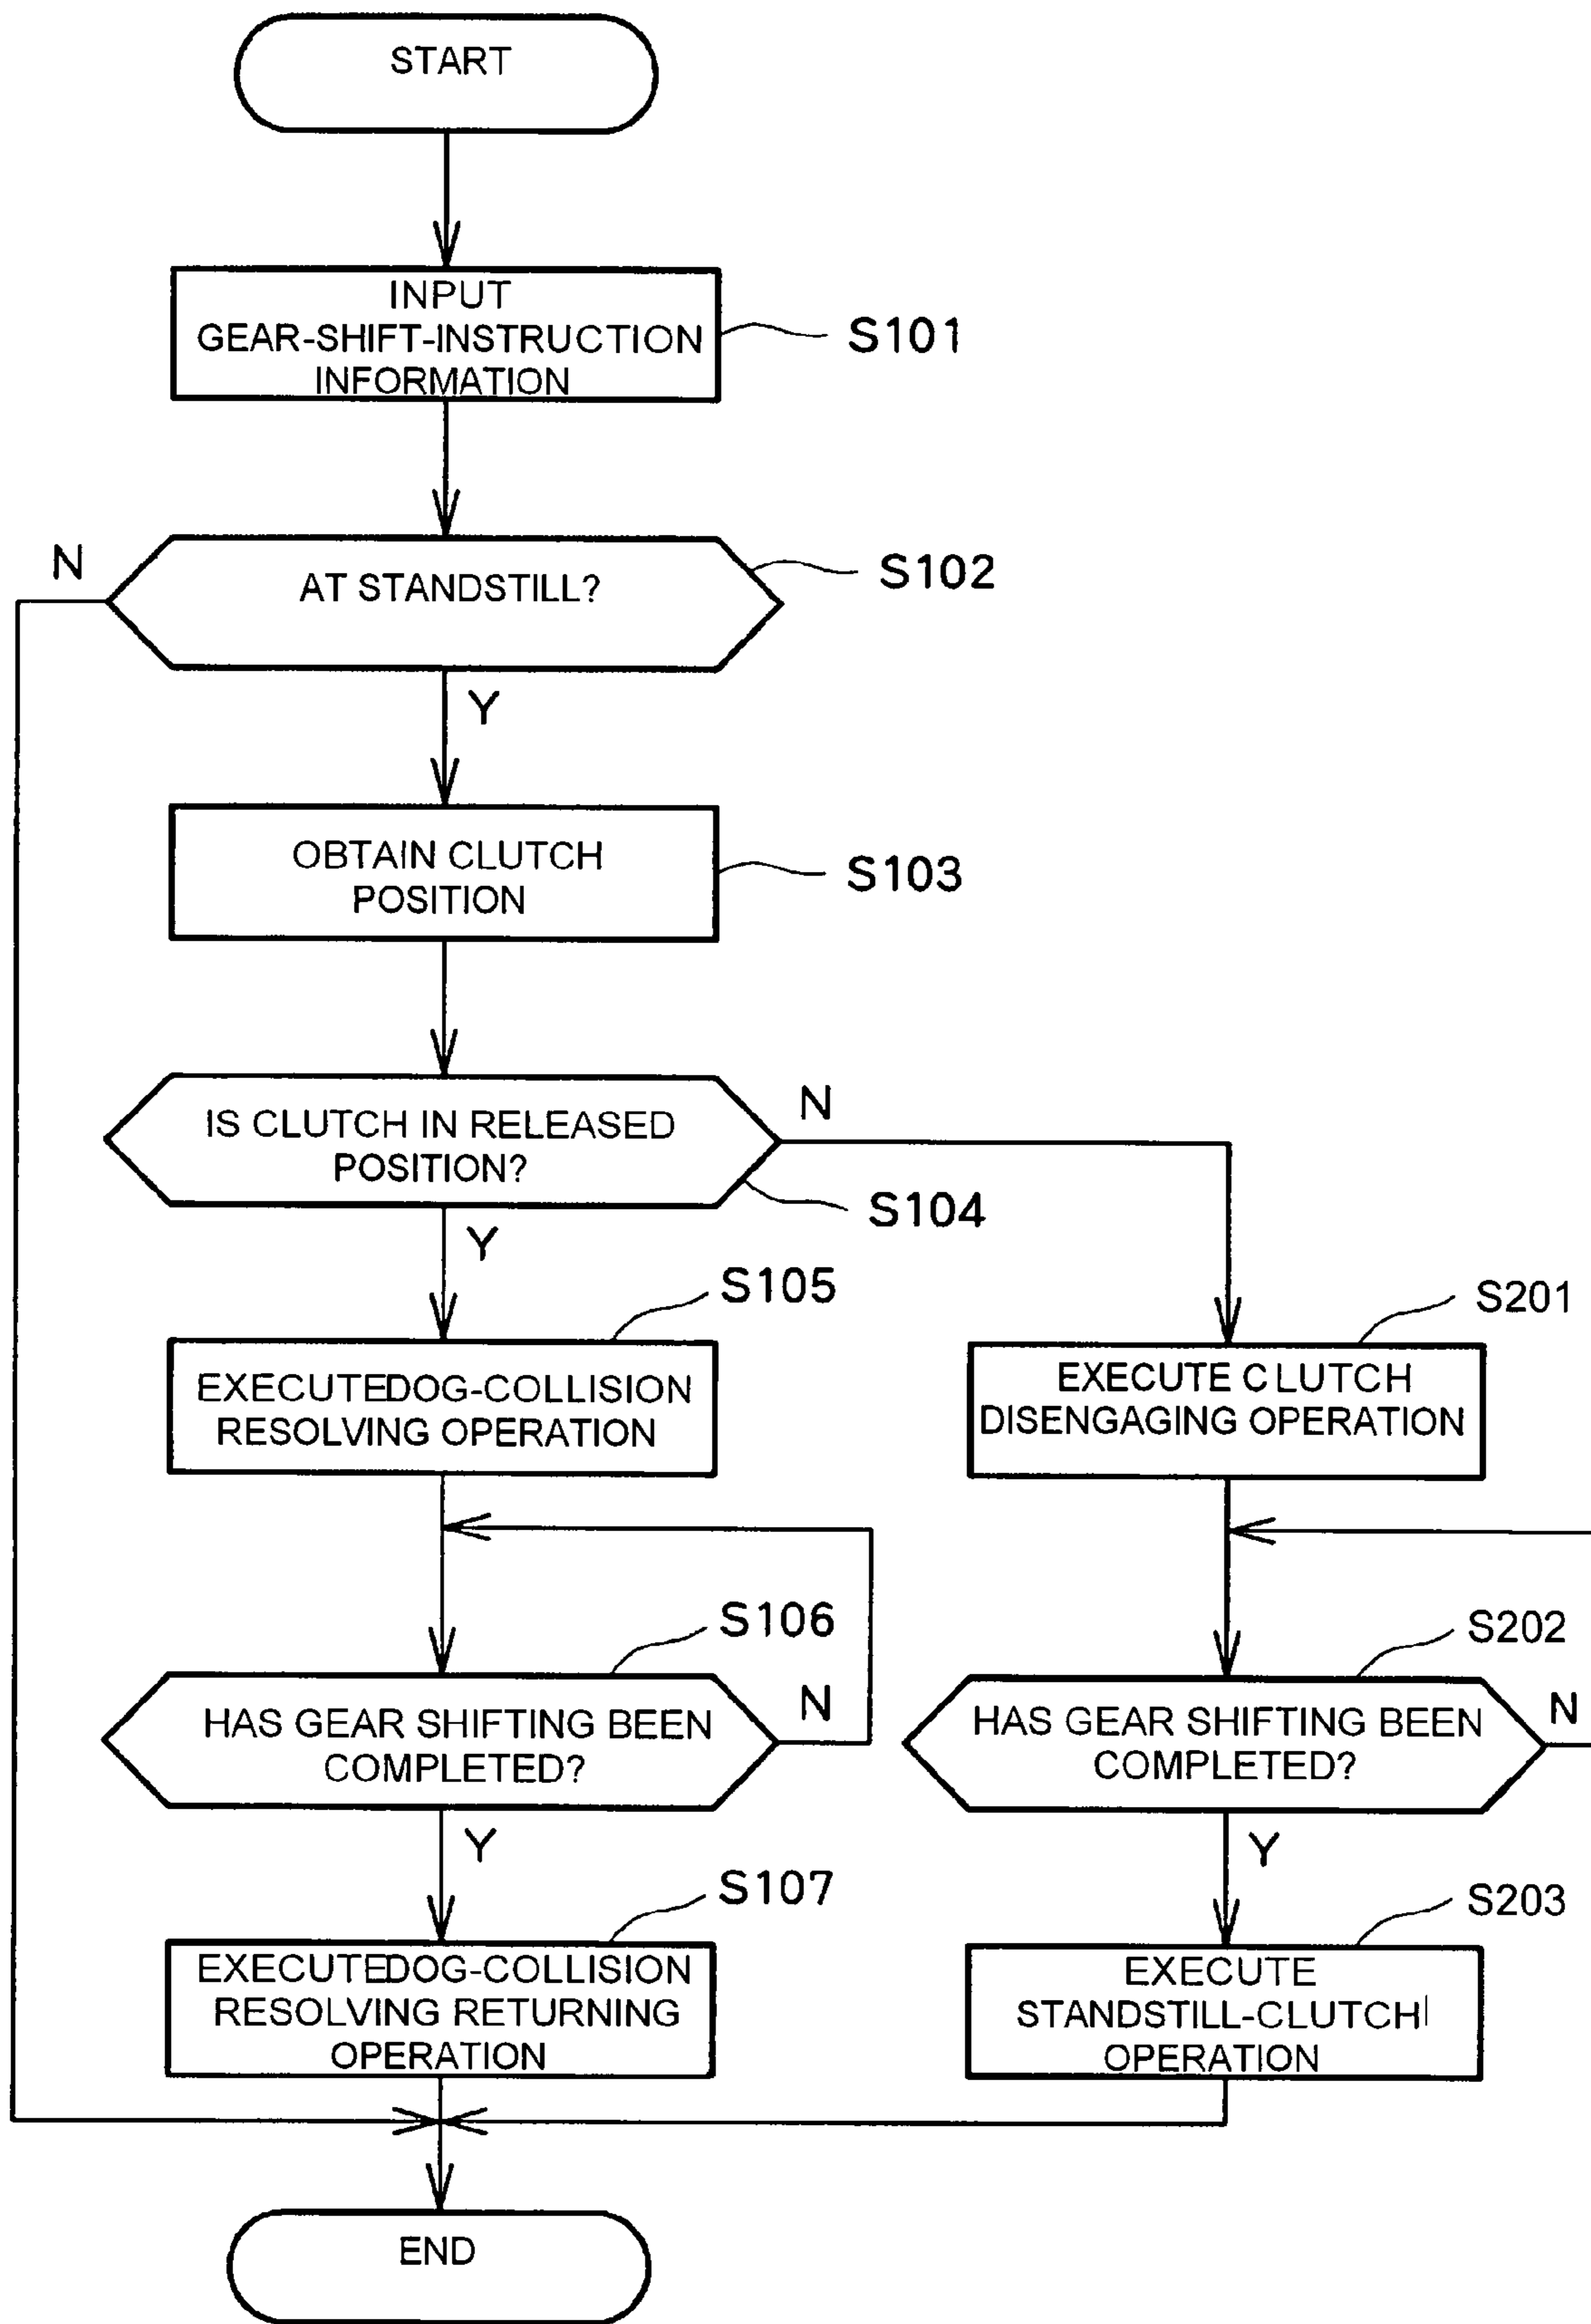 START
INPUT
GEAR-SHIFT-INSTRUCTION
INFORMATION
S101
N
AT STANDSTILL?
S102
Y
OBTAIN CLUTCH
POSITION
S103
IS CLUTCH IN RELEASED
POSITION?
N
S104
Y
S105
EXECUTEDOG-COLLISION
RESOLVING OPERATION
S201
EXECUTE CLUTCH
DISENGAGING OPERATION
S106
HAS GEAR SHIFTING BEEN
COMPLETED?
N
S202
HAS GEAR SHIFTING BEEN
COMPLETED?
N
Y
Y
S107
EXECUTEDOG-COLLISION
RESOLVING RETURNING
OPERATION
S203
EXECUTE
STANDSTILL-CLUTCH
OPERATION
END